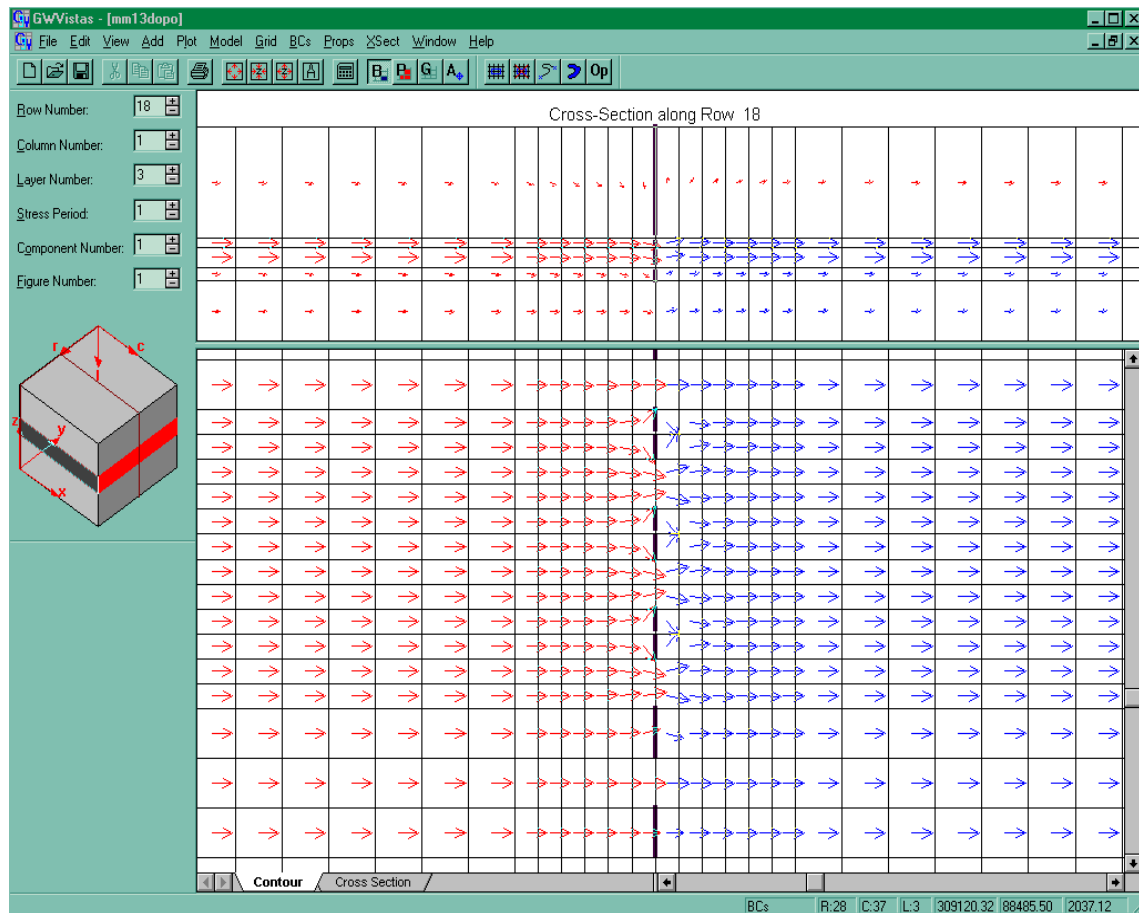 GWVistas - [mm13dopo]
File Edit View Add Plot Model Grid BCs Props XSect Window Help
B P G A Op
Row Number: 18
Column Number: 1
Layer Number: 3
Stress Period: 1
Component Number: 1
Figure Number: 1
Cross-Section along Row 18
r c
l
z y
x
Contour Cross Section
BCs R:28 C:37 L:3 309120.32 88485.50 2037.12